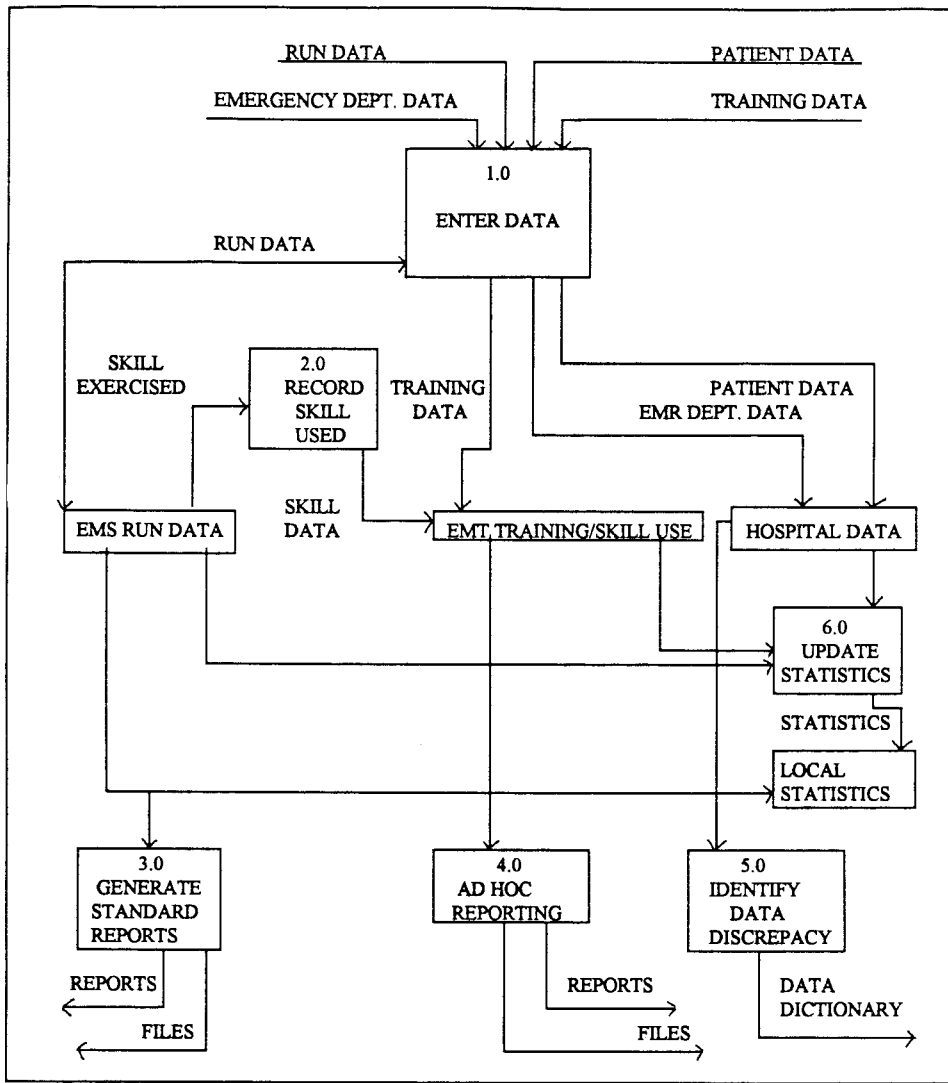 RUN DATA
PATIENT DATA
EMERGENCY DEPT. DATA
TRAINING DATA
1.0
ENTER DATA
RUN DATA
SKILL
EXERCISED
2.0
RECORD
SKILL
USED
TRAINING
DATA
PATIENT DATA
EMR DEPT. DATA
SKILL
DATA
EMS RUN DATA
EMT TRAINING/SKILL USE
HOSPITAL DATA
6.0
UPDATE
STATISTICS
STATISTICS
LOCAL
STATISTICS
3.0
GENERATE
STANDARD
REPORTS
4.0
AD HOC
REPORTING
5.0
IDENTIFY
DATA
DISCREPACY
REPORTS
FILES
REPORTS
FILES
DATA
DICTIONARY